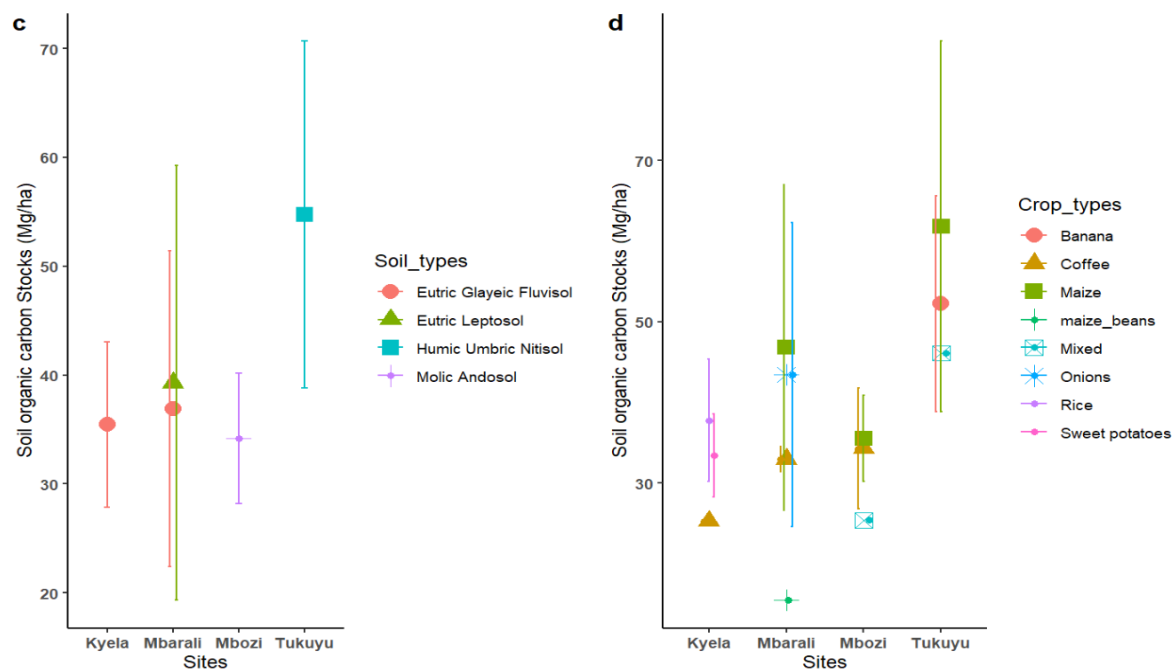 c
Soil organic carbon Stocks (Mg/ha)
70
60
50
40
30
20
Kyela Mbarali Mbozi Tukuyu
Sites
Soil_types
Eutric Glayeic Fluvisol
Eutric Leptosol
Humic Umbric Nitisol
Molic Andosol
d
Soil organic carbon Stocks (Mg/ha)
70
50
30
Kyela Mbarali Mbozi Tukuyu
Sites
Crop_types
Banana
Coffee
Maize
maize_beans
Mixed
Onions
Rice
Sweet potatoes